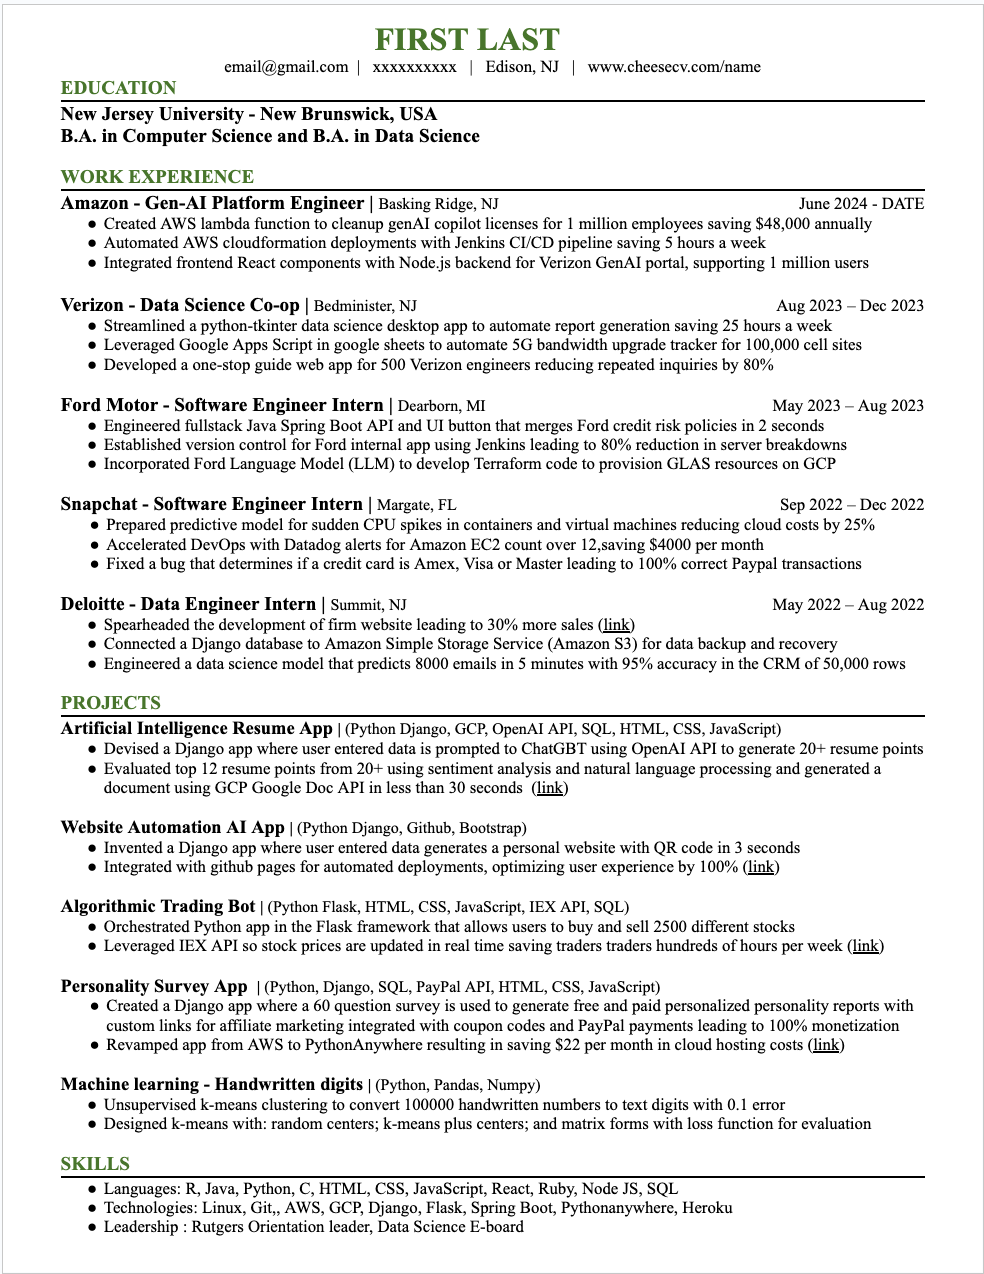 FIRST LAST
email@gmail.com | xxxxxxxxxx | Edison, NJ | www.cheesecv.com/name
EDUCATION
New Jersey University - New Brunswick, USA
B.A. in Computer Science and B.A. in Data Science
WORK EXPERIENCE
Amazon - Gen-AI Platform Engineer | Basking Ridge, NJ June 2024 - DATE
● Created AWS lambda function to cleanup genAI copilot licenses for 1 million employees saving $48,000 annually
● Automated AWS cloudformation deployments with Jenkins CI/CD pipeline saving 5 hours a week
● Integrated frontend React components with Node.js backend for Verizon GenAI portal, supporting 1 million users
Verizon - Data Science Co-op | Bedminister, NJ Aug 2023 – Dec 2023
● Streamlined a python-tkinter data science desktop app to automate report generation saving 25 hours a week
● Leveraged Google Apps Script in google sheets to automate 5G bandwidth upgrade tracker for 100,000 cell sites
● Developed a one-stop guide web app for 500 Verizon engineers reducing repeated inquiries by 80%
Ford Motor - Software Engineer Intern | Dearborn, MI May 2023 – Aug 2023
● Engineered fullstack Java Spring Boot API and UI button that merges Ford credit risk policies in 2 seconds
● Established version control for Ford internal app using Jenkins leading to 80% reduction in server breakdowns
● Incorporated Ford Language Model (LLM) to develop Terraform code to provision GLAS resources on GCP
Snapchat - Software Engineer Intern | Margate, FL Sep 2022 – Dec 2022
● Prepared predictive model for sudden CPU spikes in containers and virtual machines reducing cloud costs by 25%
● Accelerated DevOps with Datadog alerts for Amazon EC2 count over 12,saving $4000 per month
● Fixed a bug that determines if a credit card is Amex, Visa or Master leading to 100% correct Paypal transactions
Deloitte - Data Engineer Intern | Summit, NJ May 2022 – Aug 2022
● Spearheaded the development of firm website leading to 30% more sales (link)
● Connected a Django database to Amazon Simple Storage Service (Amazon S3) for data backup and recovery
● Engineered a data science model that predicts 8000 emails in 5 minutes with 95% accuracy in the CRM of 50,000 rows
PROJECTS
Artificial Intelligence Resume App | (Python Django, GCP, OpenAI API, SQL, HTML, CSS, JavaScript)
● Devised a Django app where user entered data is prompted to ChatGBT using OpenAI API to generate 20+ resume points
● Evaluated top 12 resume points from 20+ using sentiment analysis and natural language processing and generated a
document using GCP Google Doc API in less than 30 seconds (link)
Website Automation AI App | (Python Django, Github, Bootstrap)
● Invented a Django app where user entered data generates a personal website with QR code in 3 seconds
● Integrated with github pages for automated deployments, optimizing user experience by 100% (link)
Algorithmic Trading Bot | (Python Flask, HTML, CSS, JavaScript, IEX API, SQL)
● Orchestrated Python app in the Flask framework that allows users to buy and sell 2500 different stocks
● Leveraged IEX API so stock prices are updated in real time saving traders traders hundreds of hours per week (link)
Personality Survey App | (Python, Django, SQL, PayPal API, HTML, CSS, JavaScript)
● Created a Django app where a 60 question survey is used to generate free and paid personalized personality reports with
custom links for affiliate marketing integrated with coupon codes and PayPal payments leading to 100% monetization
● Revamped app from AWS to PythonAnywhere resulting in saving $22 per month in cloud hosting costs (link)
Machine learning - Handwritten digits | (Python, Pandas, Numpy)
● Unsupervised k-means clustering to convert 100000 handwritten numbers to text digits with 0.1 error
● Designed k-means with: random centers; k-means plus centers; and matrix forms with loss function for evaluation
SKILLS
● Languages: R, Java, Python, C, HTML, CSS, JavaScript, React, Ruby, Node JS, SQL
● Technologies: Linux, Git,, AWS, GCP, Django, Flask, Spring Boot, Pythonanywhere, Heroku
● Leadership : Rutgers Orientation leader, Data Science E-board